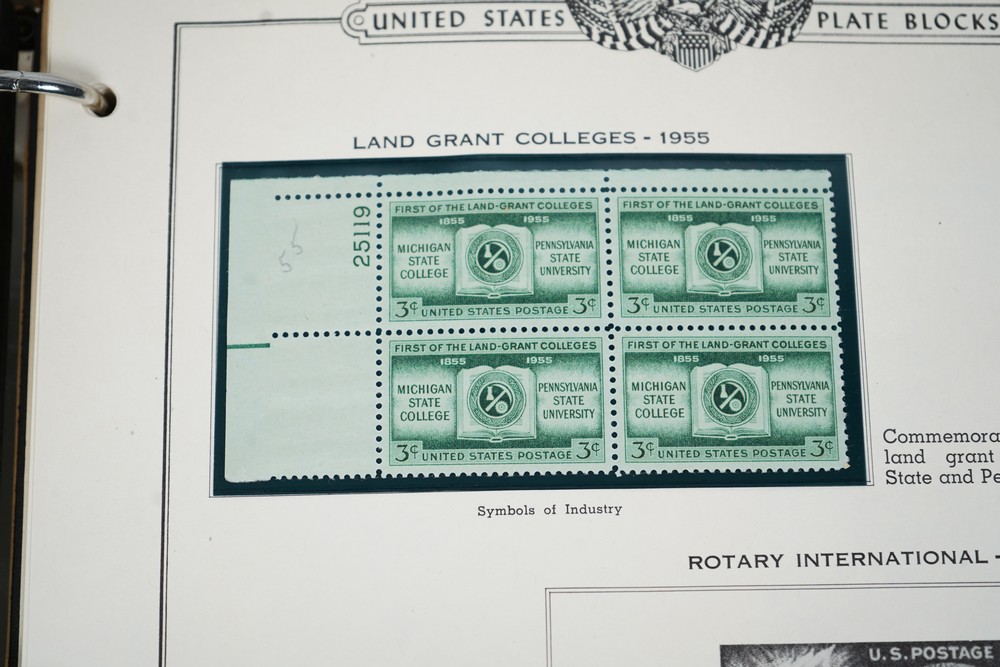 UNITED STATES PLATE BLOCKS
LAND GRANT COLLEGES - 1955
55
25119
FIRST OF THE LAND-GRANT COLLEGES
1855 1955
MICHIGAN STATE COLLEGE
PENNSYLVANIA STATE UNIVERSITY
3¢ UNITED STATES POSTAGE 3¢
FIRST OF THE LAND-GRANT COLLEGES
1855 1955
MICHIGAN STATE COLLEGE
PENNSYLVANIA STATE UNIVERSITY
3¢ UNITED STATES POSTAGE 3¢
FIRST OF THE LAND-GRANT COLLEGES
1855 1955
MICHIGAN STATE COLLEGE
PENNSYLVANIA STATE UNIVERSITY
3¢ UNITED STATES POSTAGE 3¢
FIRST OF THE LAND-GRANT COLLEGES
1855 1955
MICHIGAN STATE COLLEGE
PENNSYLVANIA STATE UNIVERSITY
3¢ UNITED STATES POSTAGE 3¢
Symbols of Industry
Commemora
land grant
State and Pe
ROTARY INTERNATIONAL -
U.S. POSTAGE